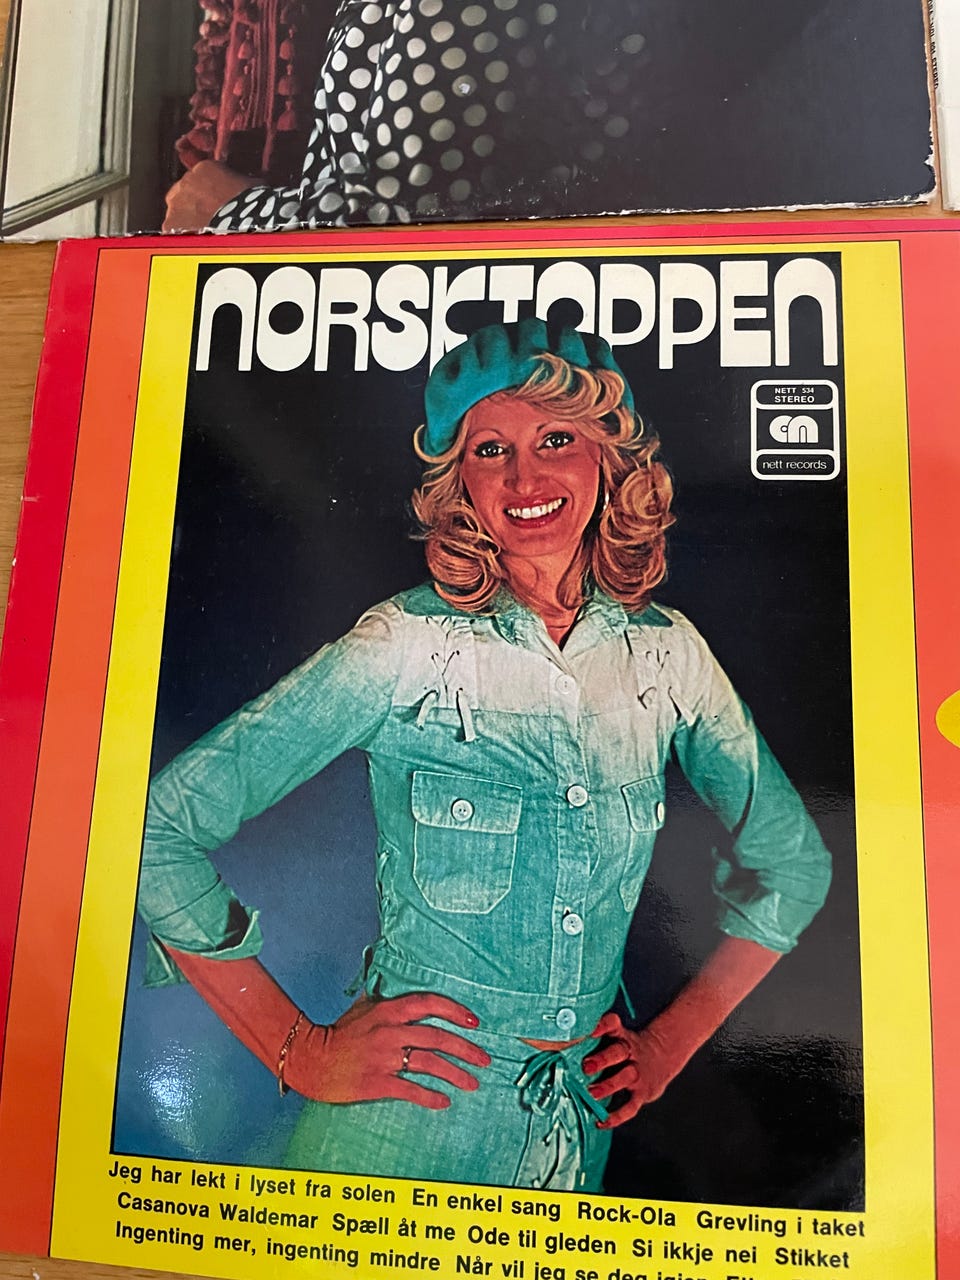 NORSKTOPPEN
NETT 534
STEREO
nett records
Jeg har lekt i lyset fra solen En enkel sang Rock-Ola Grevling i taket
Casanova Waldemar Spæll åt me Ode til gleden Si ikkje nei Stikket
Ingenting mer, ingenting mindre Når vil jeg se deg igjen